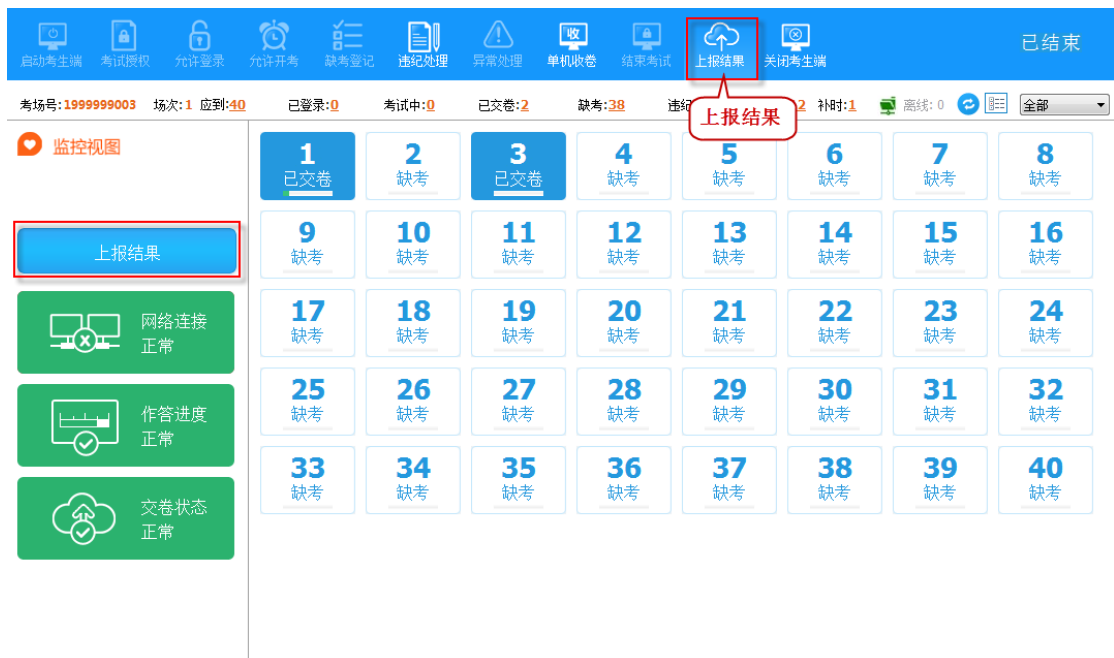 启动考生端 考试授权 允许登录 允许开考 缺考登记 违纪处理 异常处理 单机收卷 结束考试 上报结果 关闭考生端 已结束
收
考场号:1999999003 场次:1 应到:40 已登录:0 考试中:0 已交卷:2 缺考:38 违纪 2 补时:1 离线:0 全部
上报结果
监控视图
上报结果
网络连接
正常
作答进度
正常
交卷状态
正常
1 2 3 4 5 6 7 8
已交卷 缺考 已交卷 缺考 缺考 缺考 缺考 缺考
9 10 11 12 13 14 15 16
缺考 缺考 缺考 缺考 缺考 缺考 缺考 缺考
17 18 19 20 21 22 23 24
缺考 缺考 缺考 缺考 缺考 缺考 缺考 缺考
25 26 27 28 29 30 31 32
缺考 缺考 缺考 缺考 缺考 缺考 缺考 缺考
33 34 35 36 37 38 39 40
缺考 缺考 缺考 缺考 缺考 缺考 缺考 缺考